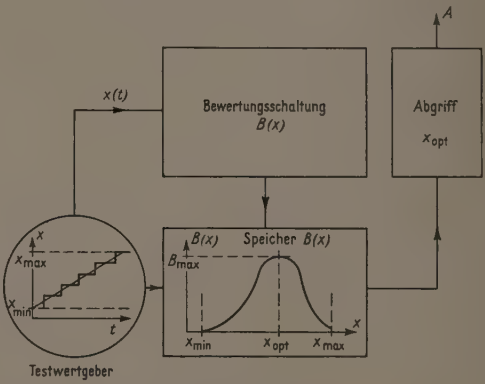 A
x(t)
Bewertungsschaltung
B(x)
Abgriff
x_opt
x
x_max
x_min
t
Testwertgeber
B(x) Speicher B(x)
B_max
x
x_min x_opt x_max